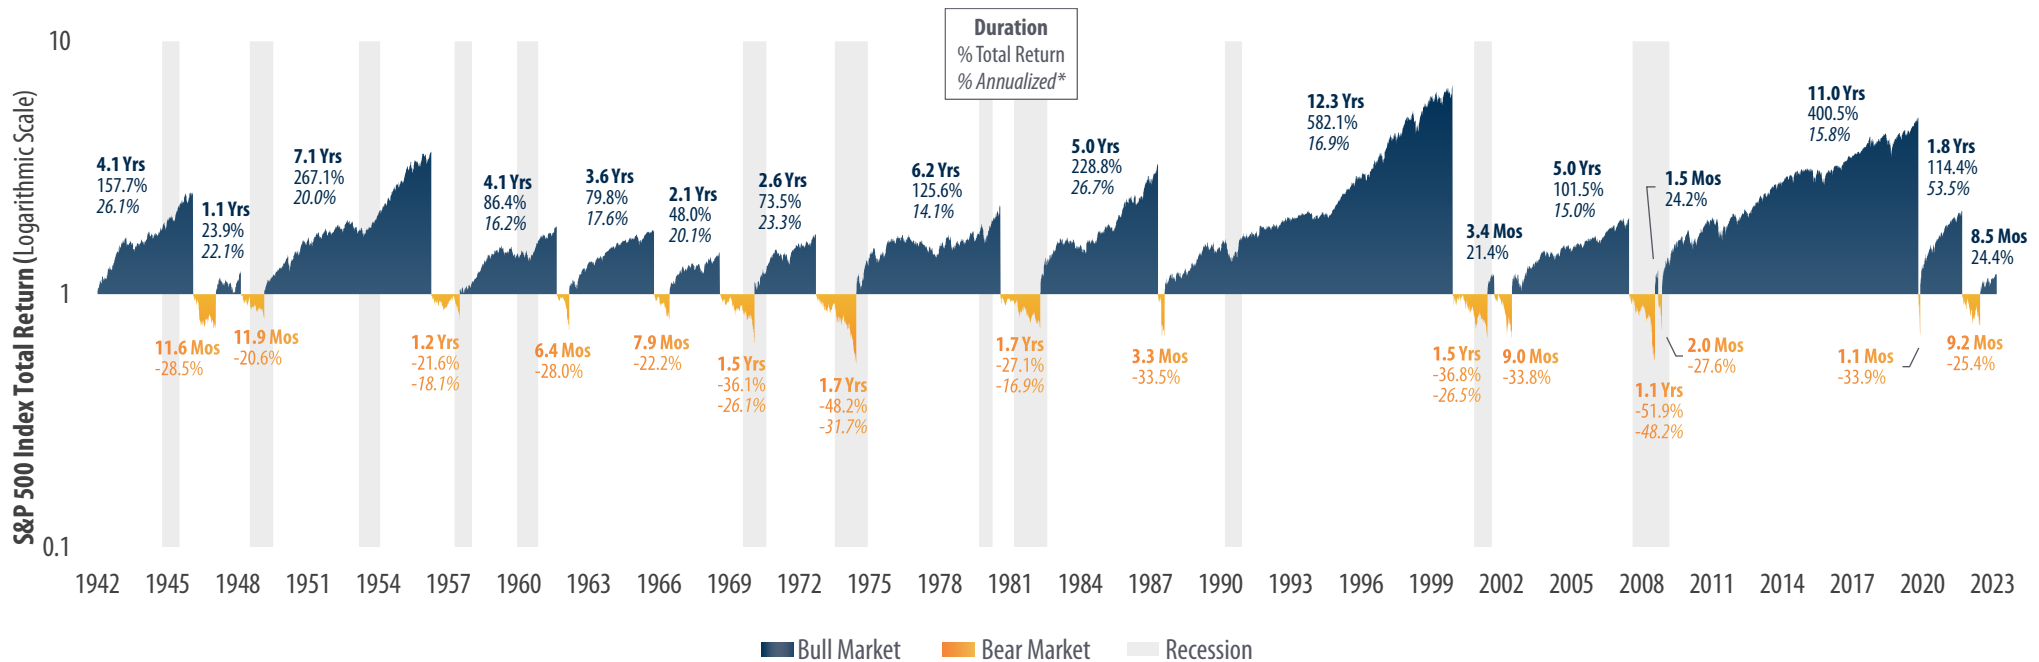 Duration
% Total Return
% Annualized*
S&P 500 Index Total Return (Logarithmic Scale)
10
1
0.1
4.1 Yrs
157.7%
26.1%
1.1 Yrs
23.9%
22.1%
7.1 Yrs
267.1%
20.0%
4.1 Yrs
86.4%
16.2%
3.6 Yrs
79.8%
17.6%
2.1 Yrs
48.0%
20.1%
2.6 Yrs
73.5%
23.3%
6.2 Yrs
125.6%
14.1%
5.0 Yrs
228.8%
26.7%
12.3 Yrs
582.1%
16.9%
3.4 Mos
21.4%
5.0 Yrs
101.5%
15.0%
1.5 Mos
24.2%
11.0 Yrs
400.5%
15.8%
1.8 Yrs
114.4%
53.5%
8.5 Mos
24.4%
11.6 Mos
-28.5%
11.9 Mos
-20.6%
1.2 Yrs
-21.6%
-18.1%
6.4 Mos
-28.0%
7.9 Mos
-22.2%
1.5 Yrs
-36.1%
-26.1%
1.7 Yrs
-48.2%
-31.7%
1.7 Yrs
-27.1%
-16.9%
3.3 Mos
-33.5%
1.5 Yrs
-36.8%
-26.5%
9.0 Mos
-33.8%
1.1 Yrs
-51.9%
-48.2%
2.0 Mos
-27.6%
1.1 Mos
-33.9%
9.2 Mos
-25.4%
1942 1945 1948 1951 1954 1957 1960 1963 1966 1969 1972 1975 1978 1981 1984 1987 1990 1993 1996 1999 2002 2005 2008 2011 2014 2017 2020 2023
Bull Market Bear Market Recession